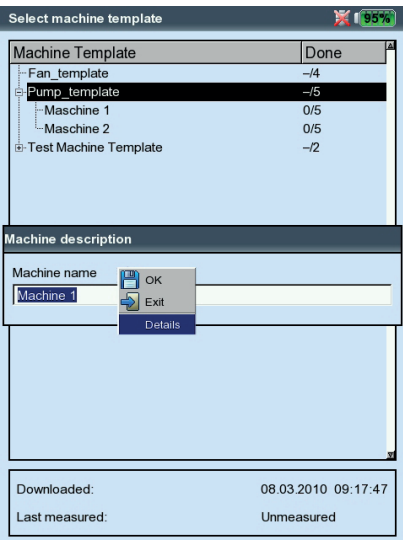 Select machine template 95%
Machine Template Done
Fan_template –/4
Pump_template –/5
Maschine 1 0/5
Maschine 2 0/5
Test Machine Template –/2
Machine description
Machine name
OK
Machine 1
Exit
Details
Downloaded: 08.03.2010 09:17:47
Last measured: Unmeasured